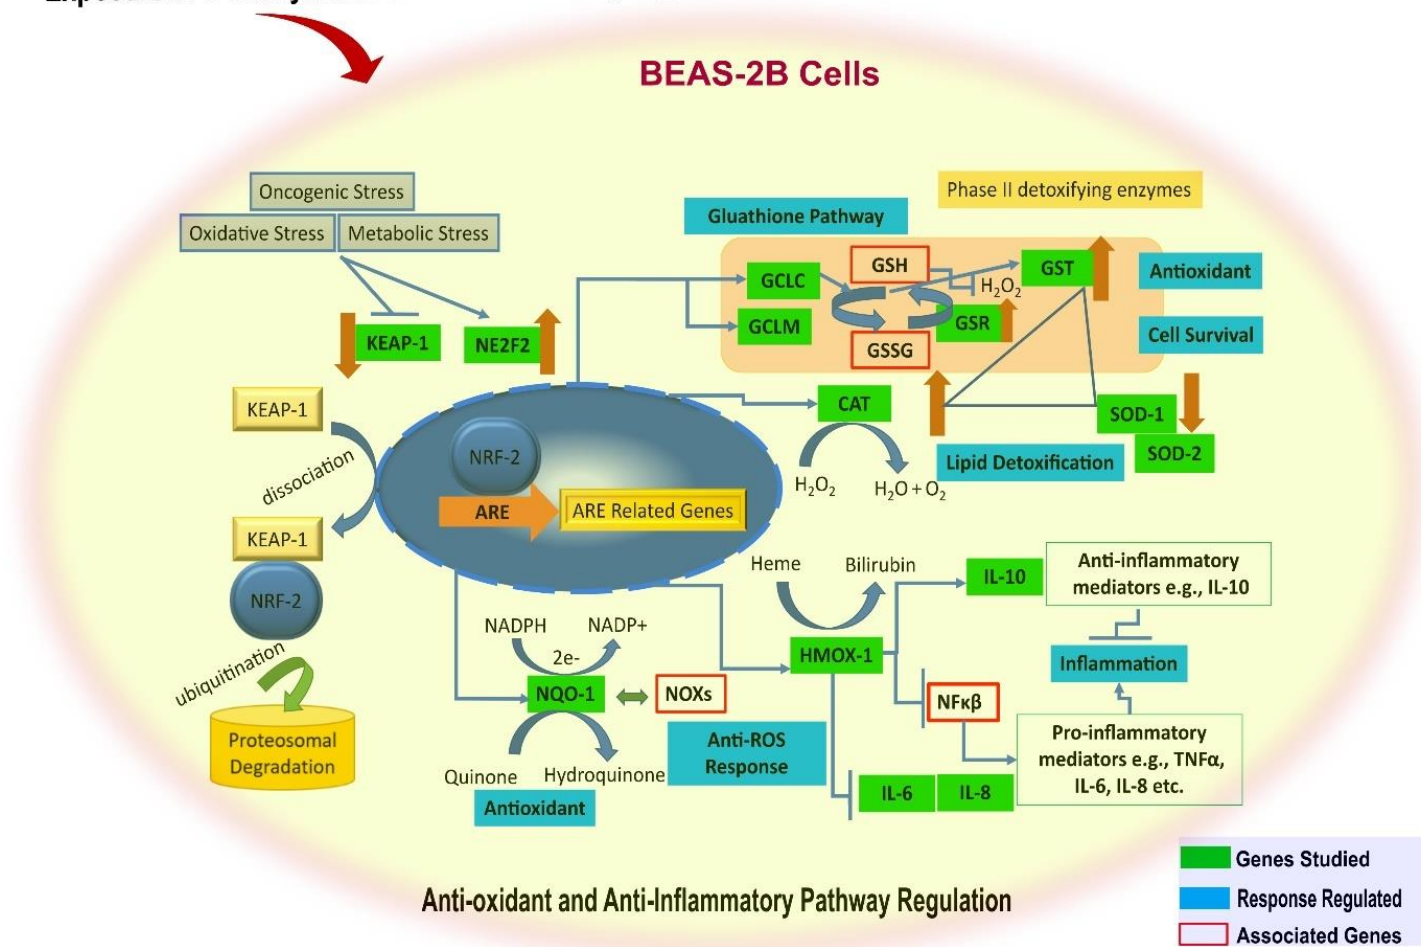 BEAS-2B Cells
Oncogenic Stress
Oxidative Stress
Metabolic Stress
Phase II detoxifying enzymes
Gluathione Pathway
GCLC
GCLM
GSH
GSSG
H₂O₂
GST
GSR
Antioxidant
Cell Survival
KEAP-1
NE2F2
KEAP-1
dissociation
KEAP-1
NRF-2
ubiquitination
Proteosomal
Degradation
NRF-2
ARE
ARE Related Genes
CAT
H₂O₂
H₂O + O₂
Lipid Detoxification
SOD-1
SOD-2
Heme
Bilirubin
HMOX-1
IL-10
Anti-inflammatory
mediators e.g., IL-10
Inflammation
NFκβ
Pro-inflammatory
mediators e.g., TNFα,
IL-6, IL-8 etc.
IL-6
IL-8
NADPH
NADP+
2e-
NQO-1
NOXs
Anti-ROS
Response
Quinone
Hydroquinone
Antioxidant
Anti-oxidant and Anti-Inflammatory Pathway Regulation
Genes Studied
Response Regulated
Associated Genes